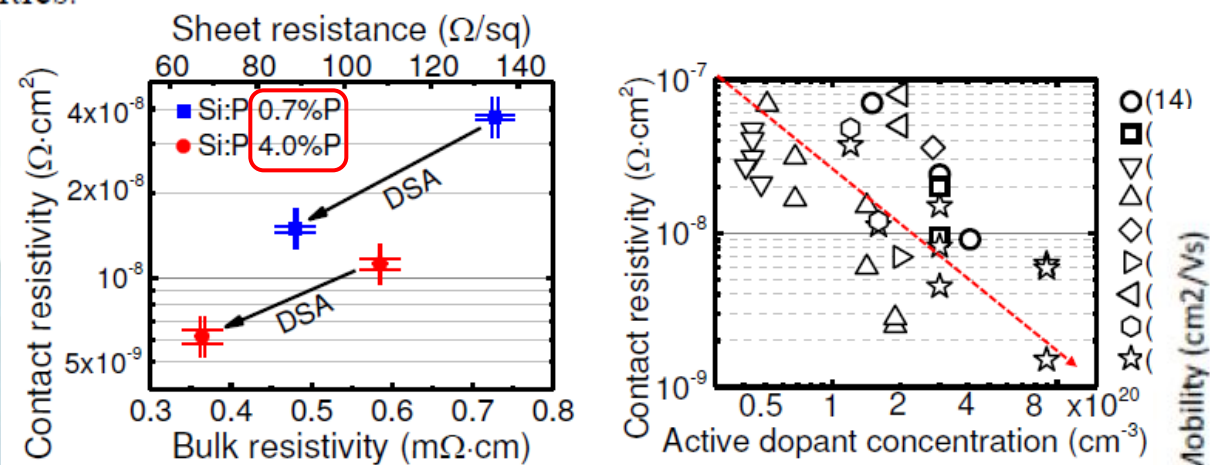 Sheet resistance (Ω/sq)
60 80 100 120 140
Contact resistivity (Ω·cm²)
4x10⁻⁸
2x10⁻⁸
10⁻⁸
5x10⁻⁹
Si:P 0.7%P
Si:P 4.0%P
DSA
DSA
0.3 0.4 0.5 0.6 0.7 0.8
Bulk resistivity (mΩ·cm)
Contact resistivity (Ω·cm²)
10⁻⁷
10⁻⁸
10⁻⁹
0.5 1 2 4 8 x10²⁰
Active dopant concentration (cm⁻³)
(14)
(
(
(
(
(
(
(
(
Mobility (cm2/Vs)